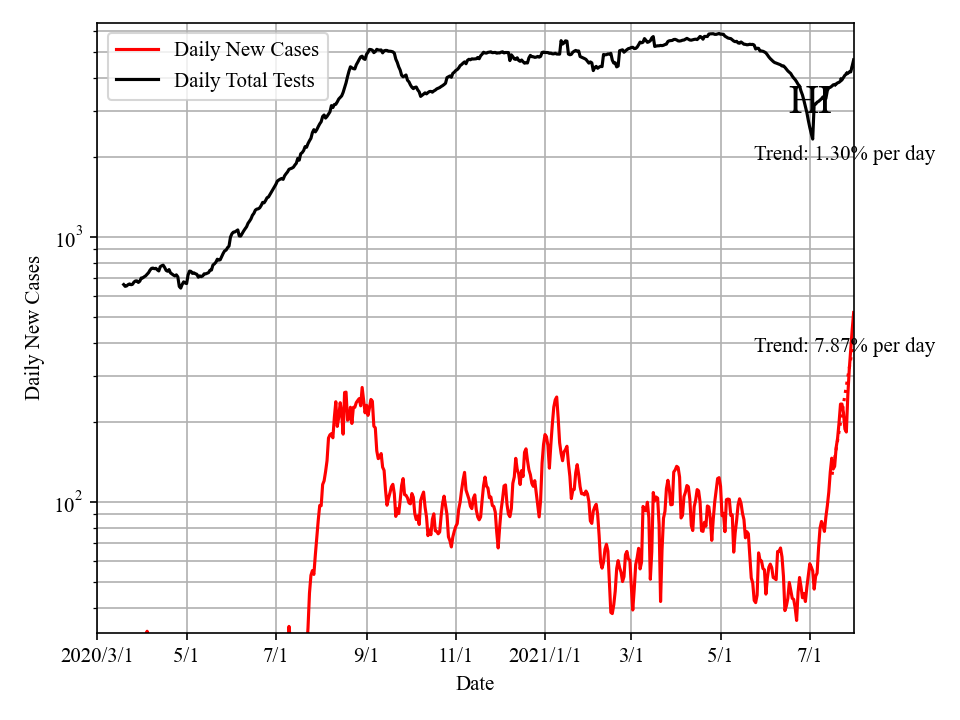 Daily New Cases
Daily Total Tests
HI
Trend: 1.30% per day
Trend: 7.87% per day
10³
10²
Daily New Cases
2020/3/1 5/1 7/1 9/1 11/1 2021/1/1 3/1 5/1 7/1
Date